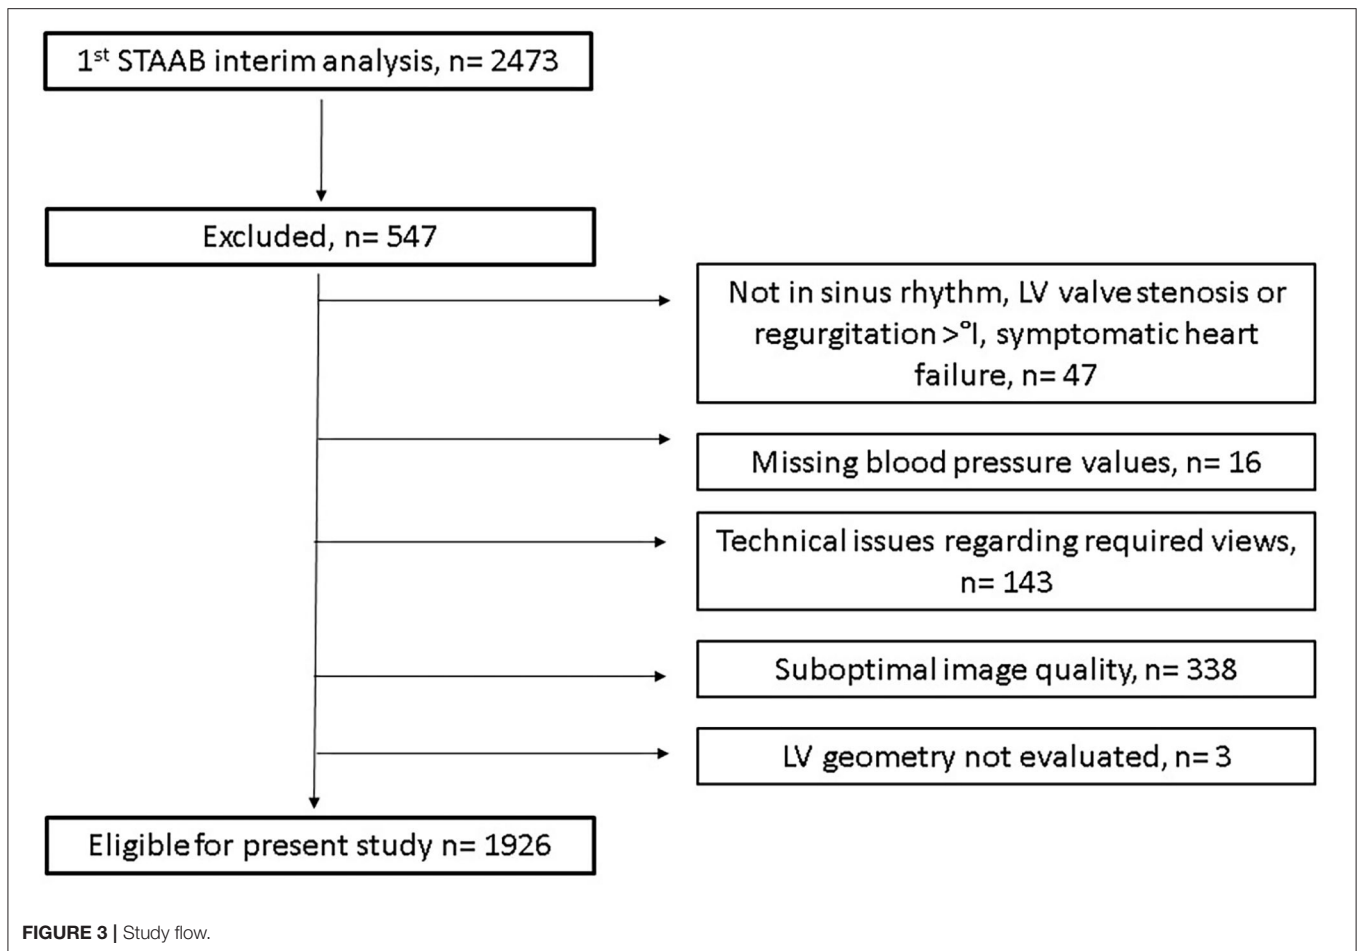 1st STAAB interim analysis, n= 2473
Excluded, n= 547
Not in sinus rhythm, LV valve stenosis or
regurgitation >°I, symptomatic heart
failure, n= 47
Missing blood pressure values, n= 16
Technical issues regarding required views,
n= 143
Suboptimal image quality, n= 338
LV geometry not evaluated, n= 3
Eligible for present study n= 1926
FIGURE 3 | Study flow.